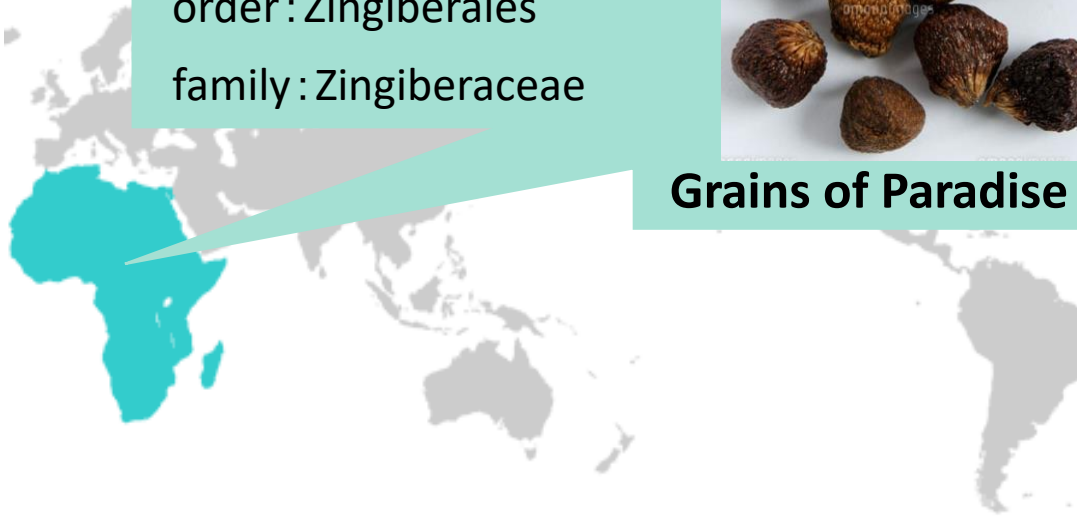 order : Zingiberales
family : Zingiberaceae
Grains of Paradise